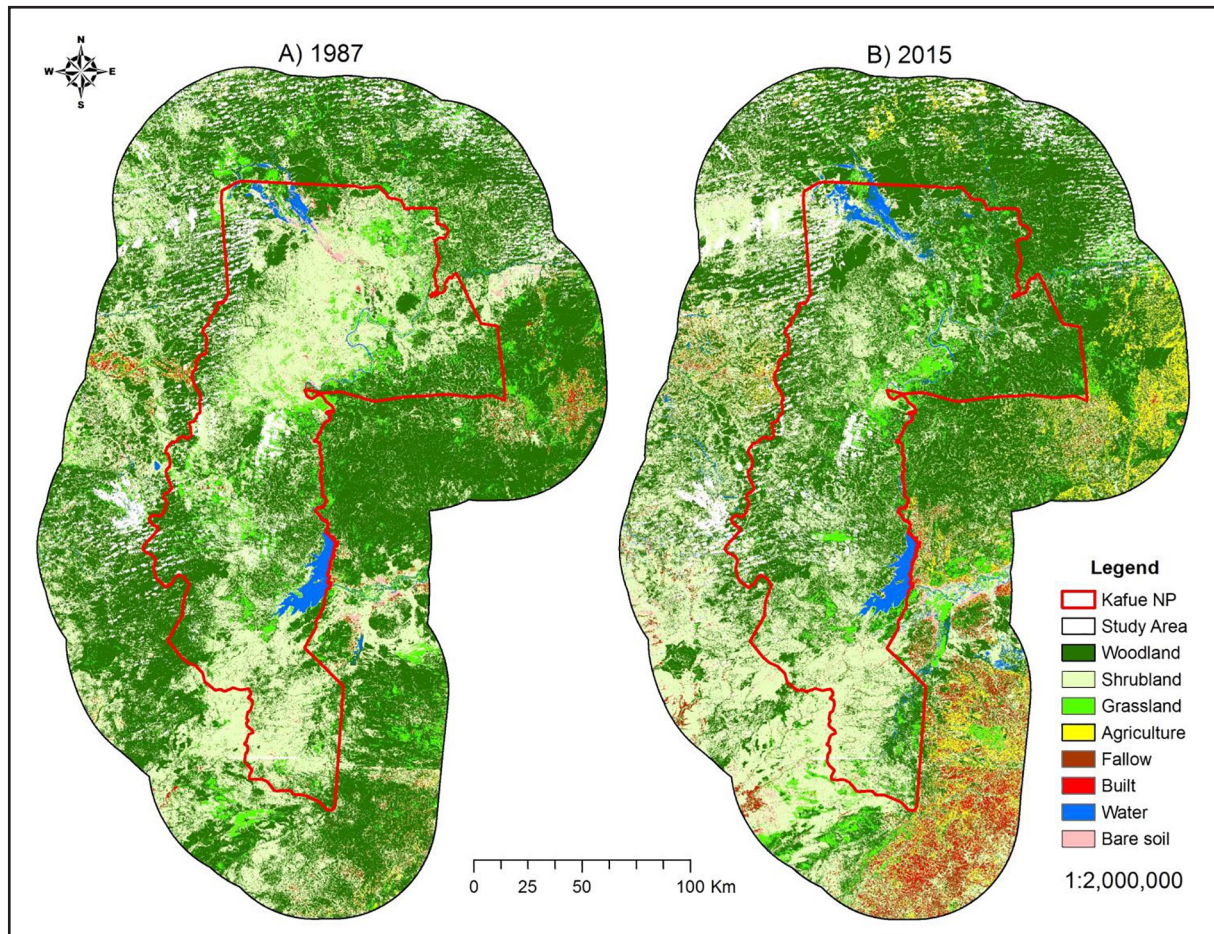 A) 1987
B) 2015
N
W E
S
Legend
Kafue NP
Study Area
Woodland
Shrubland
Grassland
Agriculture
Fallow
Built
Water
Bare soil
0 25 50 100 Km
1:2,000,000